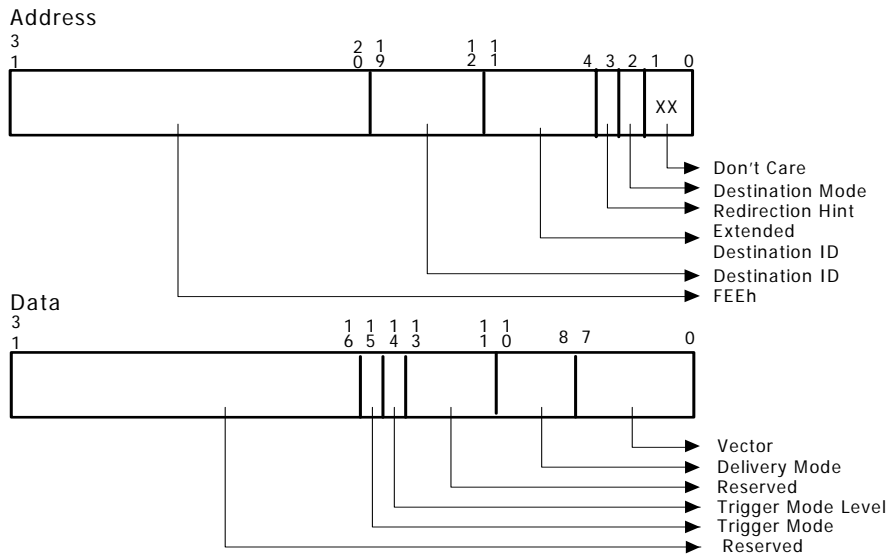 Address
3 2 1 1 1
1 0 9 2 1 4 3 2 1 0
XX
Don't Care
Destination Mode
Redirection Hint
Extended
Destination ID
Destination ID
FEEh
Data
3 1 1 1 1 1 1
1 6 5 4 3 1 0 8 7 0
Vector
Delivery Mode
Reserved
Trigger Mode Level
Trigger Mode
Reserved